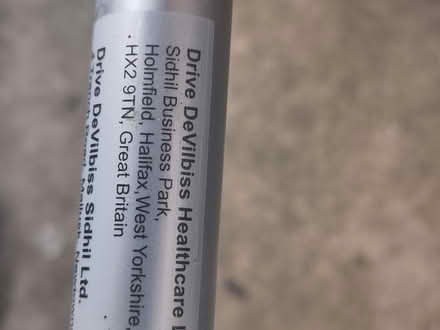 Drive DeVilbiss Healthcare
Sidhil Business Park,
Holmfield, Halifax, West Yorkshire,
· HX2 9TN, Great Britain
Drive DeVilbiss Sidhil Ltd.